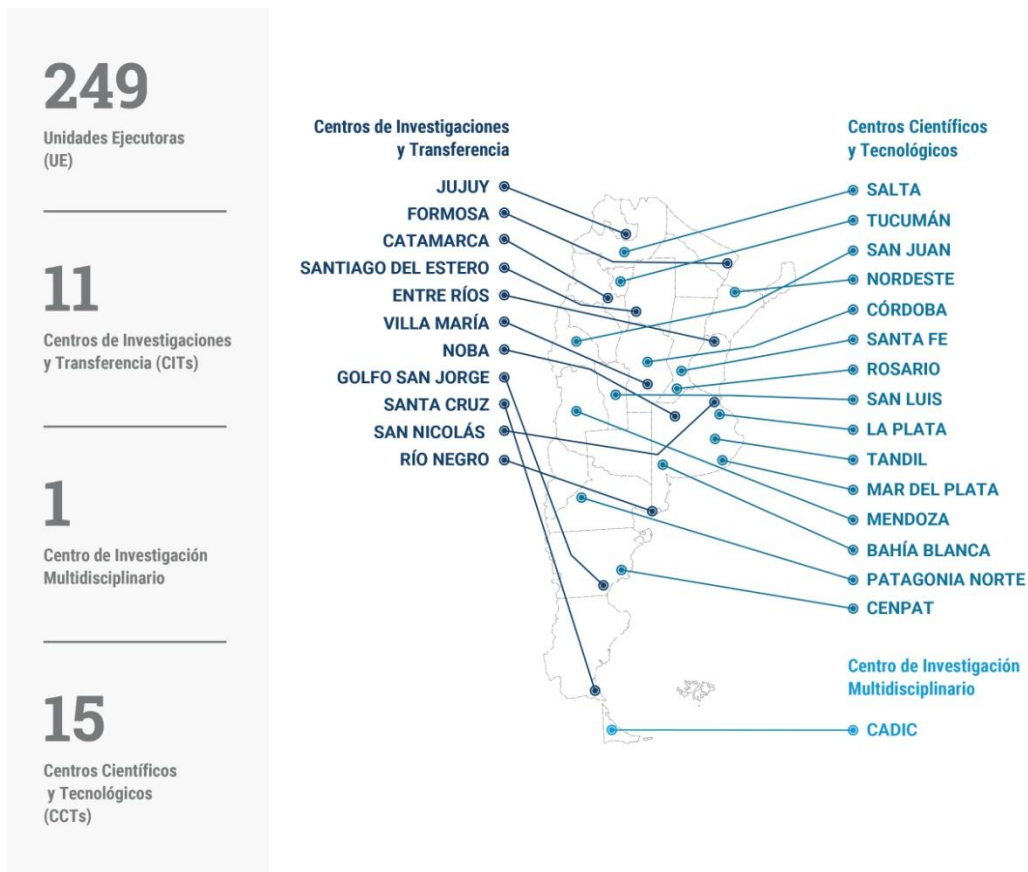 249
Unidades Ejecutoras
(UE)
11
Centros de Investigaciones
y Transferencia (CITs)
1
Centro de Investigación
Multidisciplinario
15
Centros Científicos
y Tecnológicos
(CCTs)
Centros de Investigaciones
y Transferencia
JUJUY
FORMOSA
CATAMARCA
SANTIAGO DEL ESTERO
ENTRE RÍOS
VILLA MARÍA
NOBA
GOLFO SAN JORGE
SANTA CRUZ
SAN NICOLÁS
RÍO NEGRO
Centros Científicos
y Tecnológicos
SALTA
TUCUMÁN
SAN JUAN
NORDESTE
CÓRDOBA
SANTA FE
ROSARIO
SAN LUIS
LA PLATA
TANDIL
MAR DEL PLATA
MENDOZA
BAHÍA BLANCA
PATAGONIA NORTE
CENPAT
Centro de Investigación
Multidisciplinario
CADIC